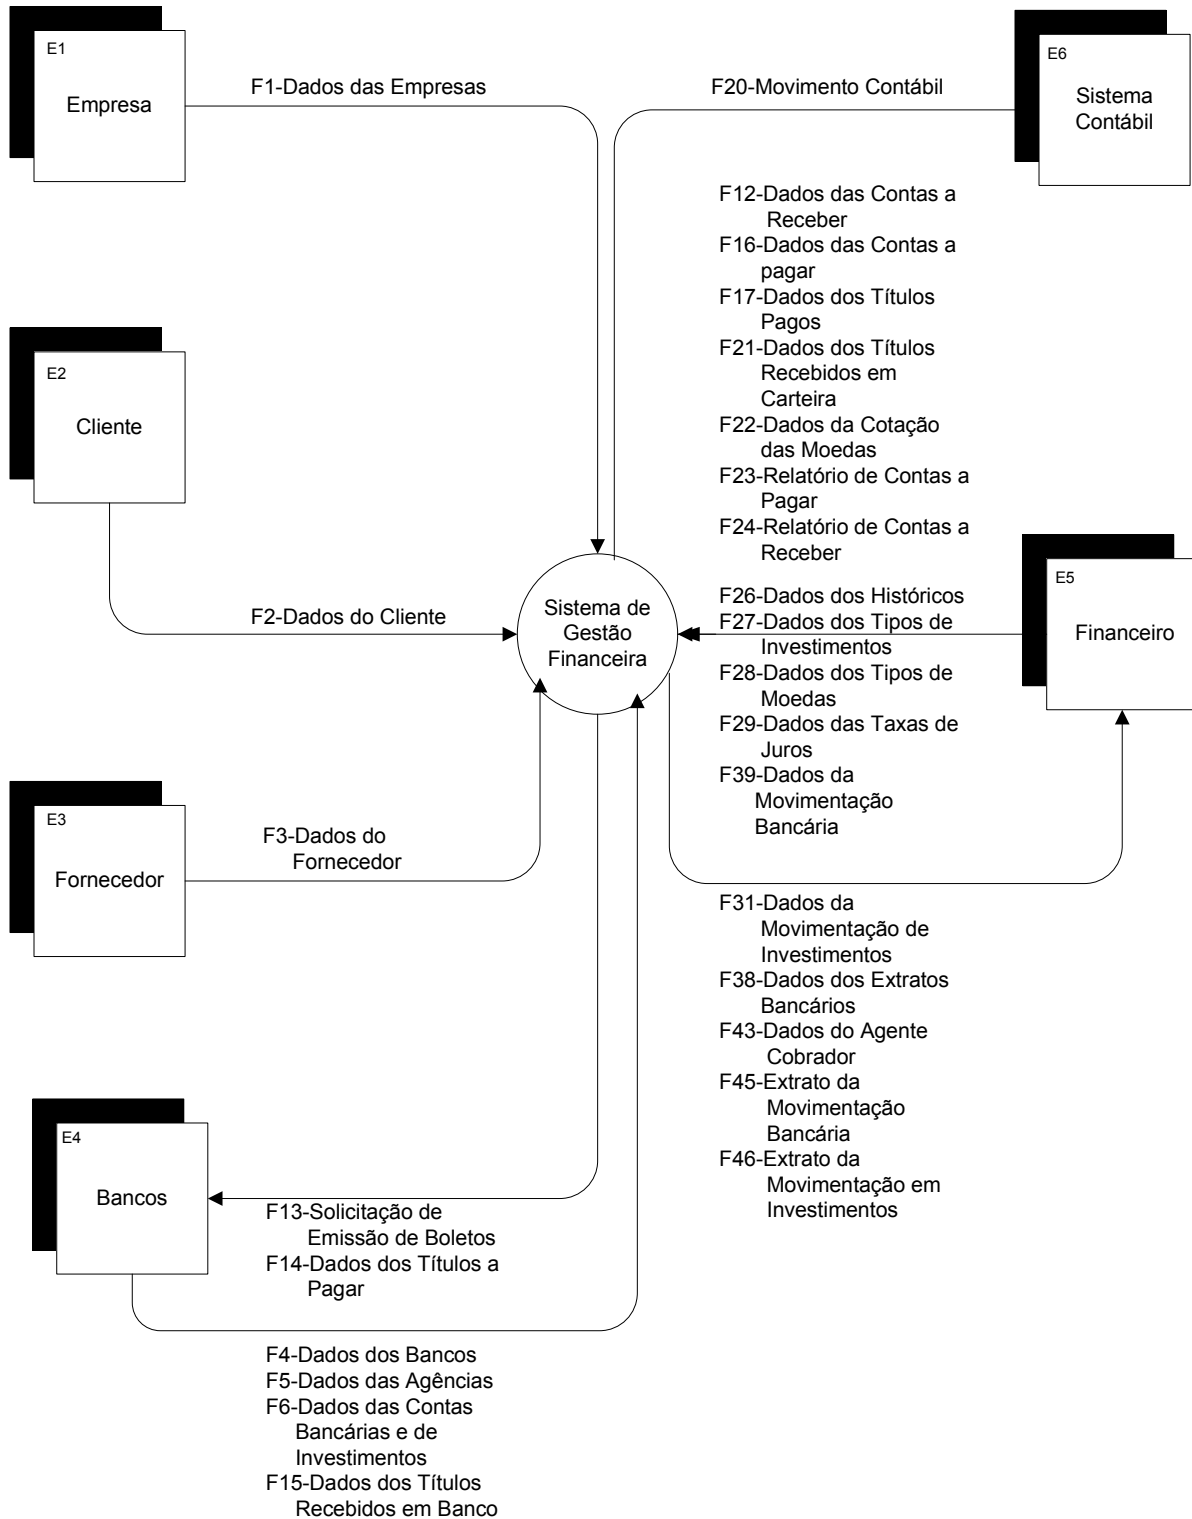 E1
Empresa
F1-Dados das Empresas
F20-Movimento Contábil
E6
Sistema
Contábil
F12-Dados das Contas a
Receber
F16-Dados das Contas a
pagar
F17-Dados dos Títulos
Pagos
F21-Dados dos Títulos
Recebidos em
Carteira
F22-Dados da Cotação
das Moedas
F23-Relatório de Contas a
Pagar
F24-Relatório de Contas a
Receber
E2
Cliente
F2-Dados do Cliente
Sistema de
Gestão
Financeira
F26-Dados dos Históricos
F27-Dados dos Tipos de
Investimentos
F28-Dados dos Tipos de
Moedas
F29-Dados das Taxas de
Juros
F39-Dados da
Movimentação
Bancária
E5
Financeiro
E3
Fornecedor
F3-Dados do
Fornecedor
F31-Dados da
Movimentação de
Investimentos
F38-Dados dos Extratos
Bancários
F43-Dados do Agente
Cobrador
F45-Extrato da
Movimentação
Bancária
F46-Extrato da
Movimentação em
Investimentos
E4
Bancos
F13-Solicitação de
Emissão de Boletos
F14-Dados dos Títulos a
Pagar
F4-Dados dos Bancos
F5-Dados das Agências
F6-Dados das Contas
Bancárias e de
Investimentos
F15-Dados dos Títulos
Recebidos em Banco